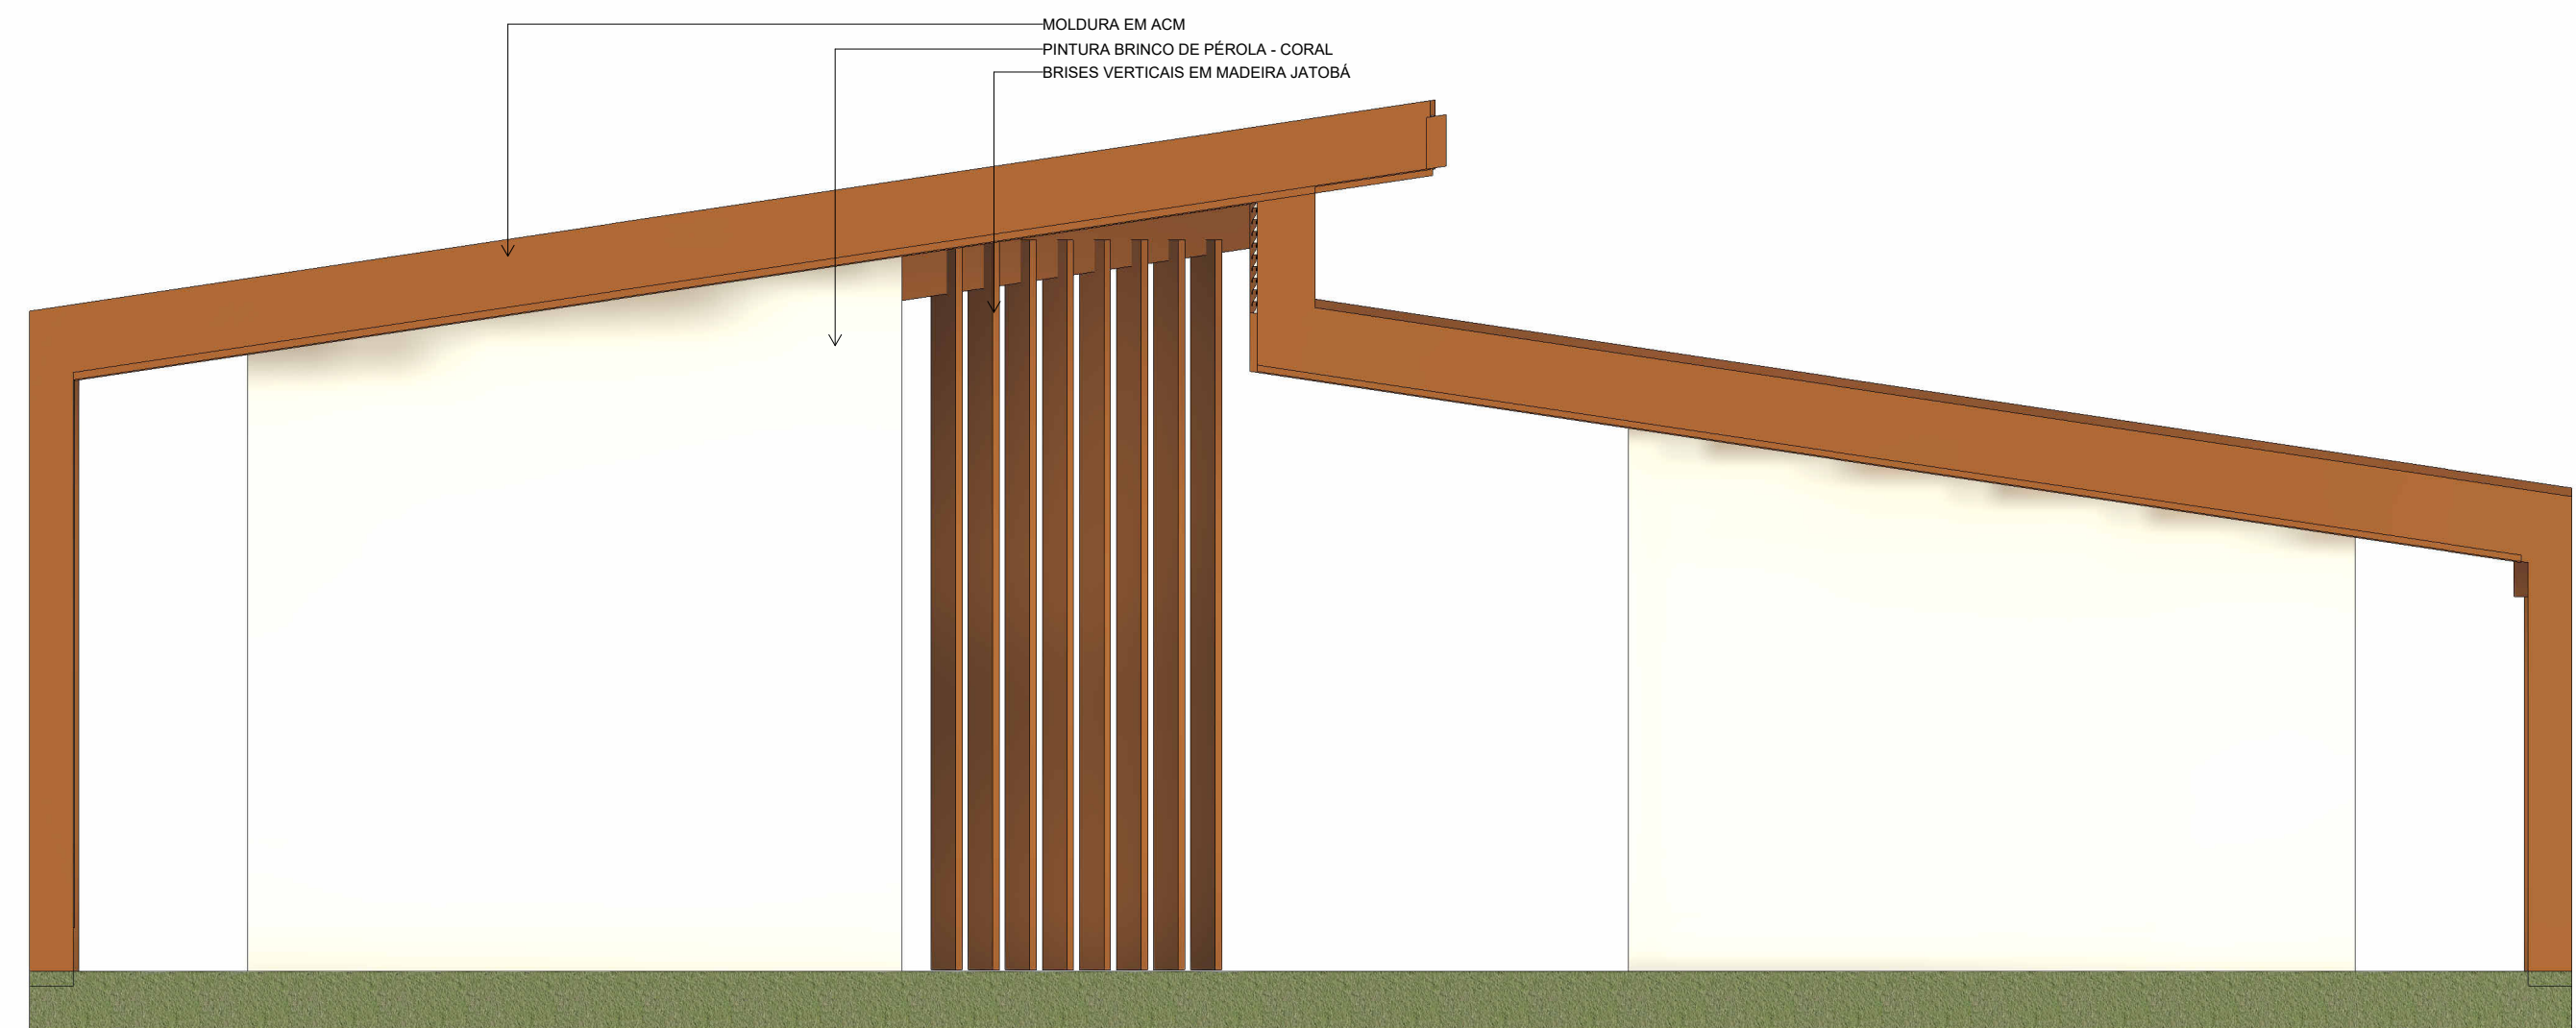 MOLDURA EM ACM
PINTURA BRINCO DE PÉROLA - CORAL
BRISES VERTICAIS EM MADEIRA JATOBÁ